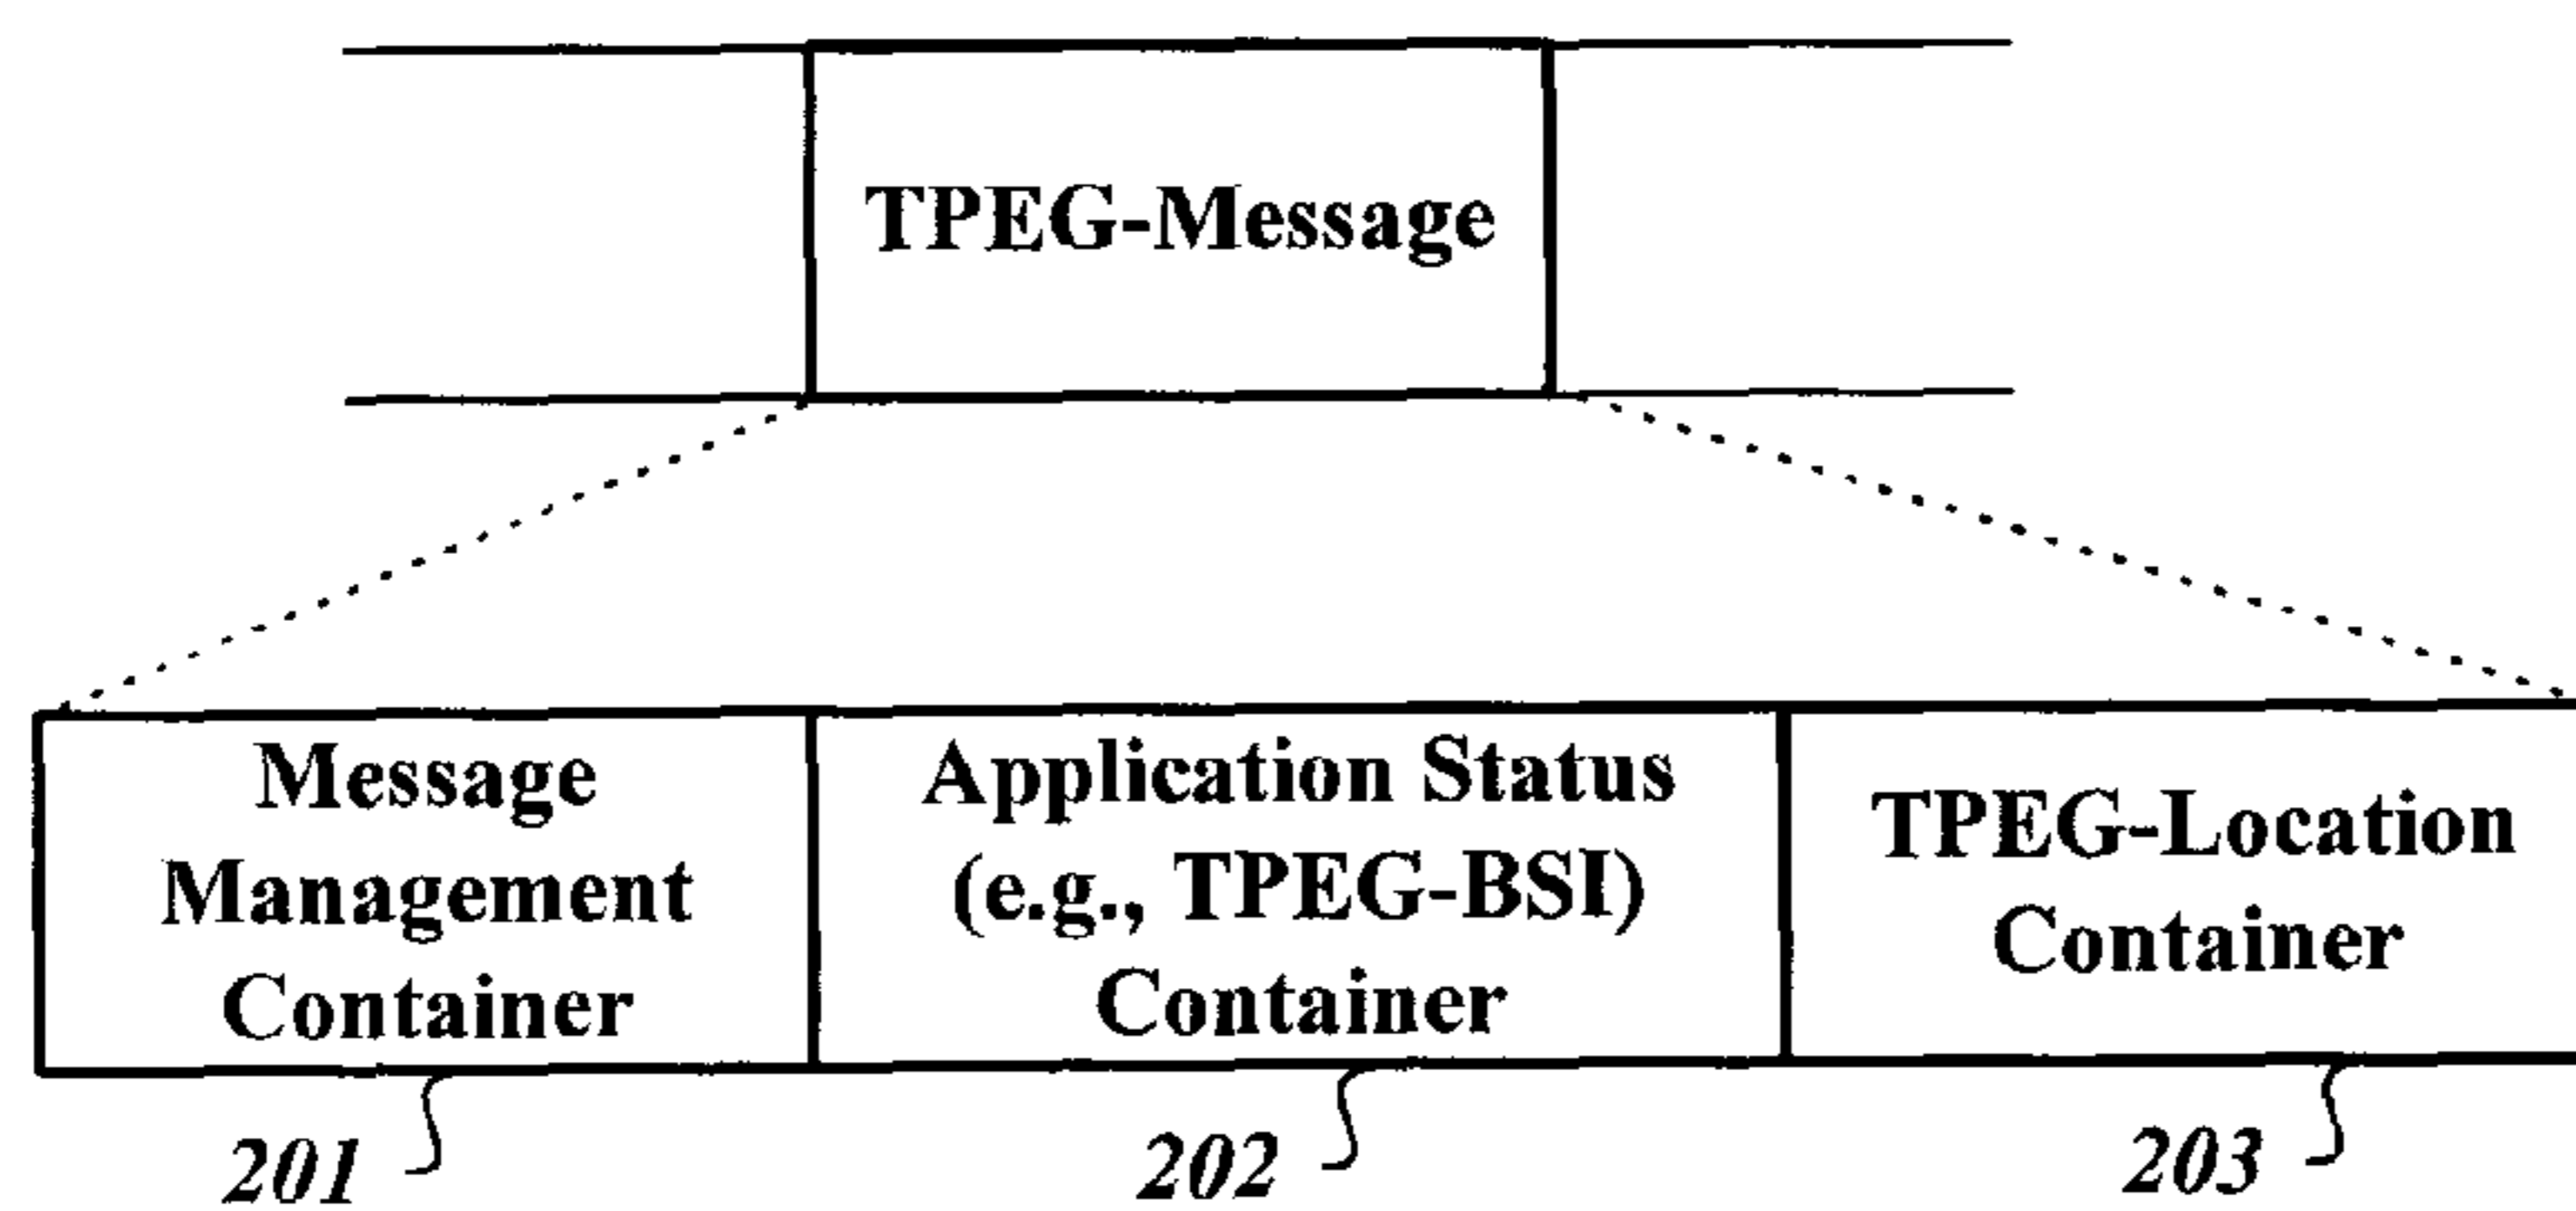 TPEG-Message
Message
Management
Container
Application Status
(e.g., TPEG-BSI)
Container
TPEG-Location
Container
201
202
203